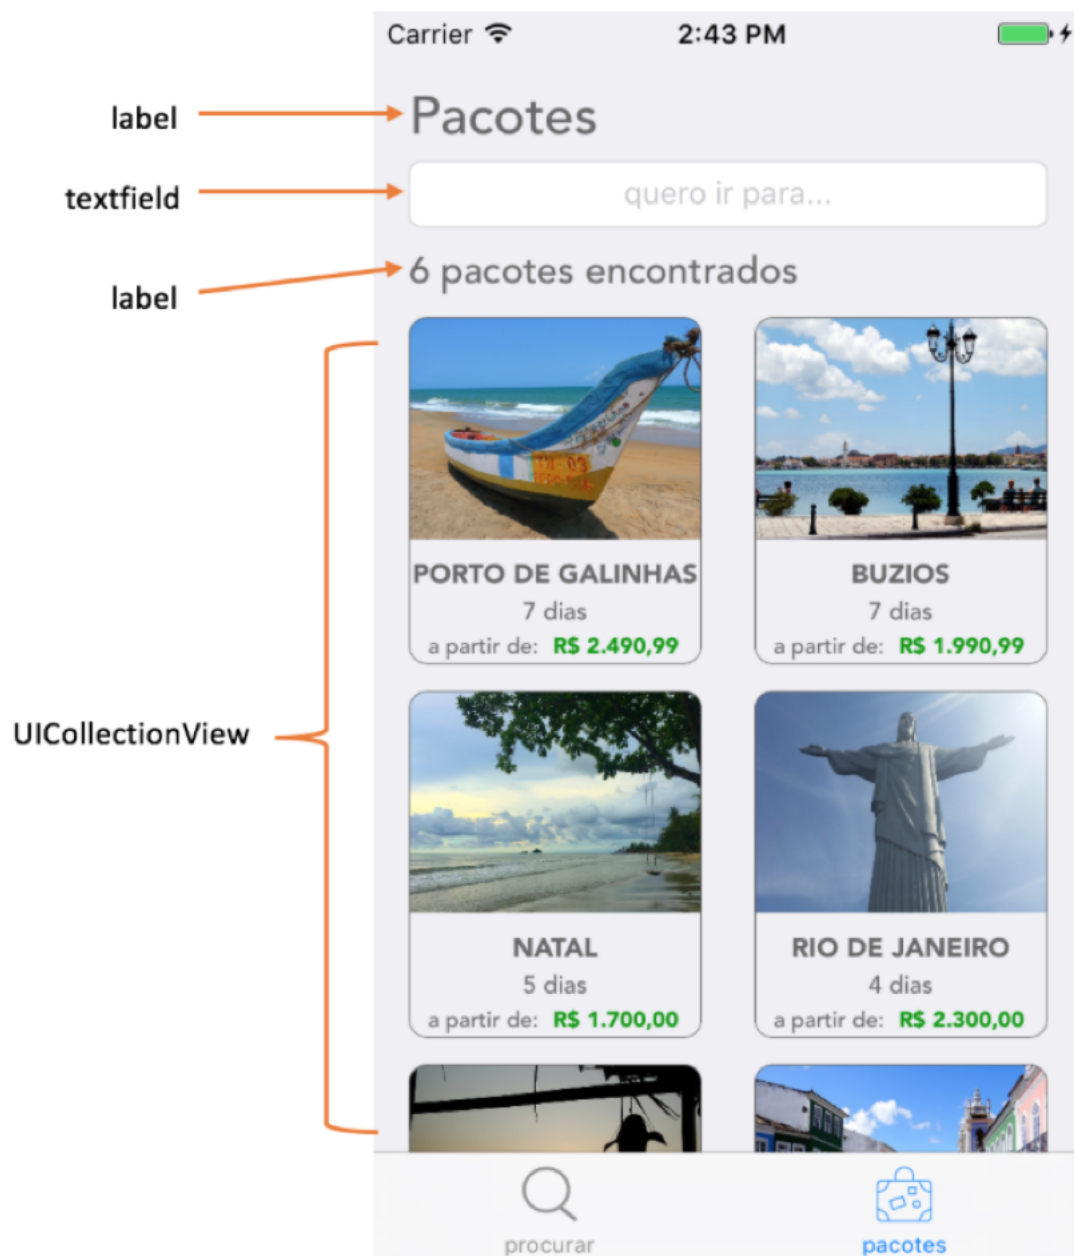 Carrier 2:43 PM
label
Pacotes
textfield
quero ir para...
label
6 pacotes encontrados
UICollectionView
PORTO DE GALINHAS
7 dias
a partir de: R$ 2.490,99
BUZIOS
7 dias
a partir de: R$ 1.990,99
NATAL
5 dias
a partir de: R$ 1.700,00
RIO DE JANEIRO
4 dias
a partir de: R$ 2.300,00
procurar
pacotes